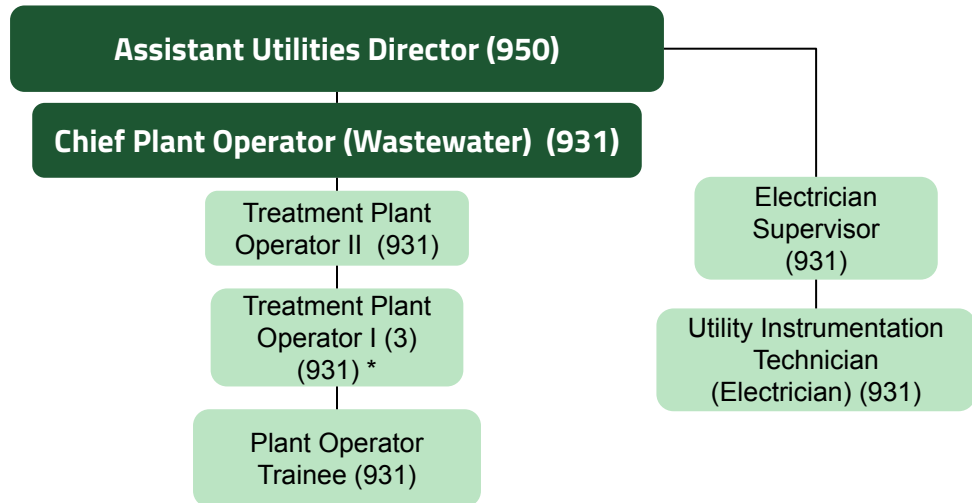 Assistant Utilities Director (950)
Chief Plant Operator (Wastewater) (931)
Treatment Plant
Operator II (931)
Treatment Plant
Operator I (3)
(931) *
Plant Operator
Trainee (931)
Electrician
Supervisor
(931)
Utility Instrumentation
Technician
(Electrician) (931)